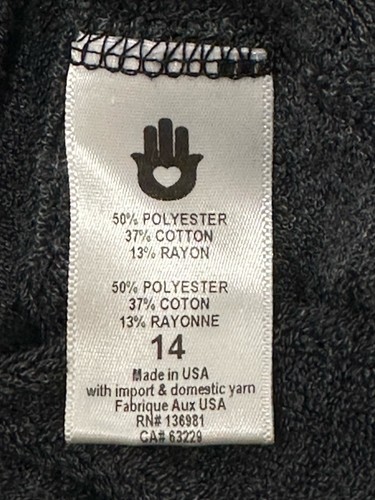 50% POLYESTER
37% COTTON
13% RAYON
50% POLYESTER
37% COTON
13% RAYONNE
14
Made in USA
with import & domestic yarn
Fabrique Aux USA
RN# 136981
CA# 63229